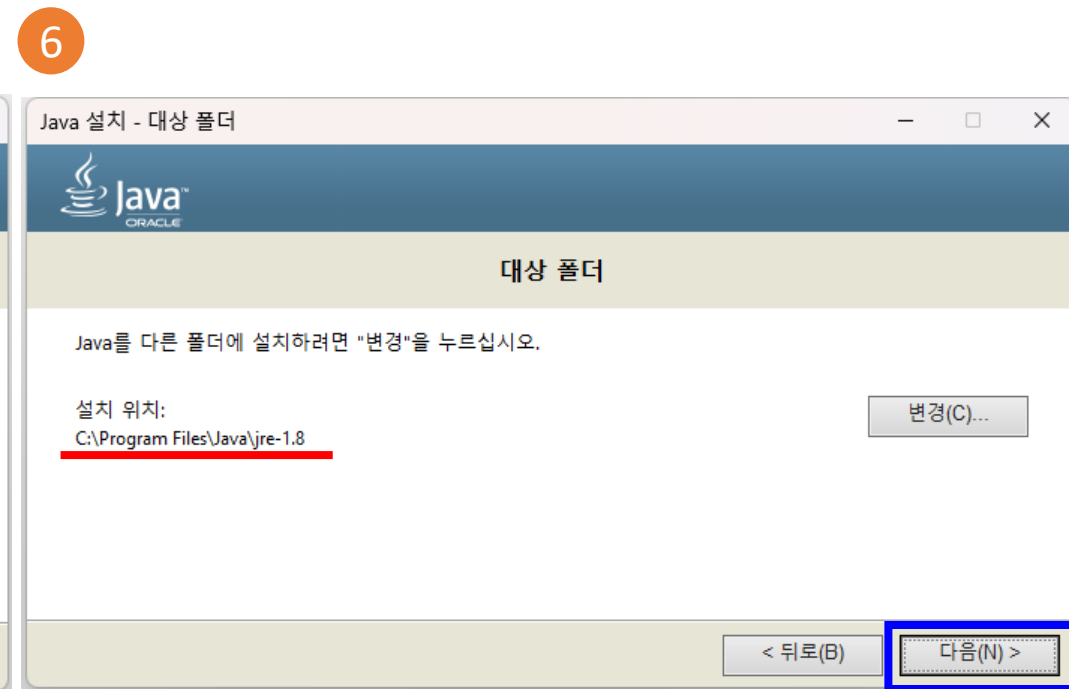 6
Java 설치 - 대상 폴더
Java™
ORACLE
대상 폴더
Java를 다른 폴더에 설치하려면 "변경"을 누르십시오.
설치 위치:
변경(C)...
C:\Program Files\Java\jre-1.8
< 뒤로(B)
다음(N) >